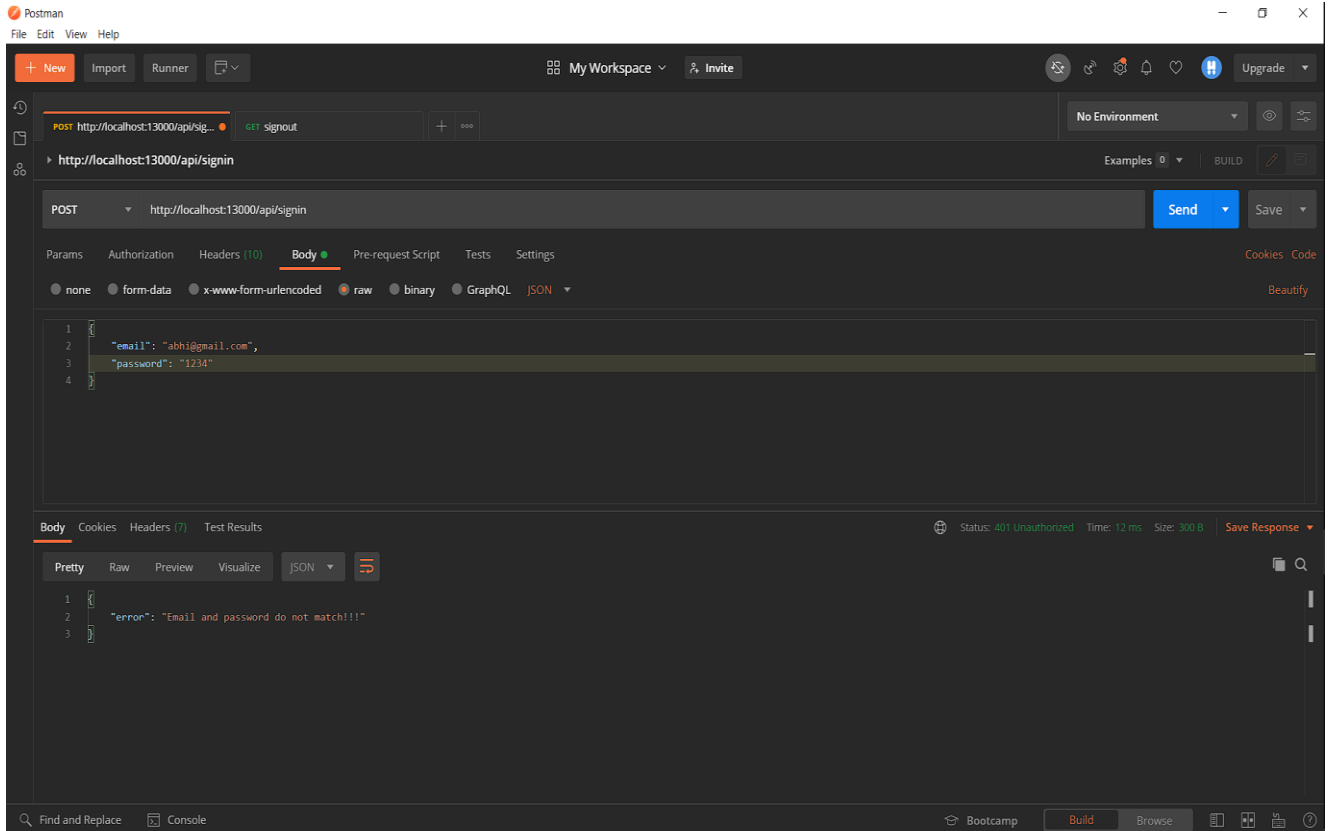 Postman
File Edit View Help
+ New Import Runner My Workspace Invite Upgrade
POST http://localhost:13000/api/sig... GET signout No Environment
http://localhost:13000/api/signin Examples 0 BUILD
POST http://localhost:13000/api/signin Send Save
Params Authorization Headers (10) Body Pre-request Script Tests Settings Cookies Code
none form-data x-www-form-urlencoded raw binary GraphQL JSON Beautify
1 {
2 "email": "abhi@gmail.com",
3 "password": "1234"
4 }
Body Cookies Headers (7) Test Results Status: 401 Unauthorized Time: 12 ms Size: 300 B Save Response
Pretty Raw Preview Visualize JSON
1 {
2 "error": "Email and password do not match!!!"
3 }
Find and Replace Console Bootcamp Build Browse